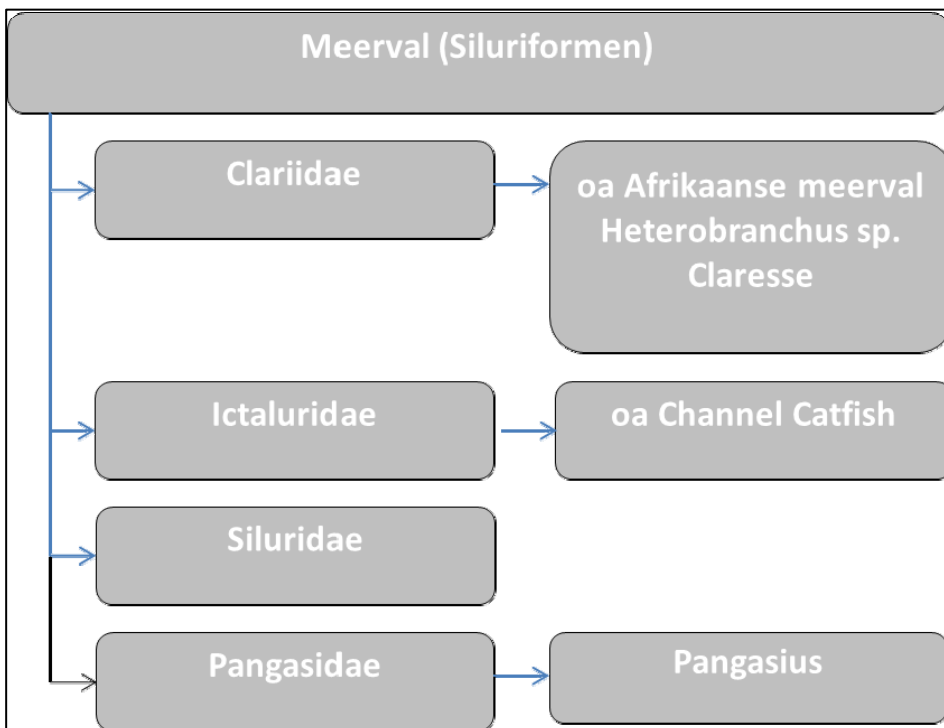 Meerval (Siluriformen)
Clariidae
oa Afrikaanse meerval
Heterobranchus sp.
Claresse
Ictaluridae
oa Channel Catfish
Siluridae
Pangasidae
Pangasius